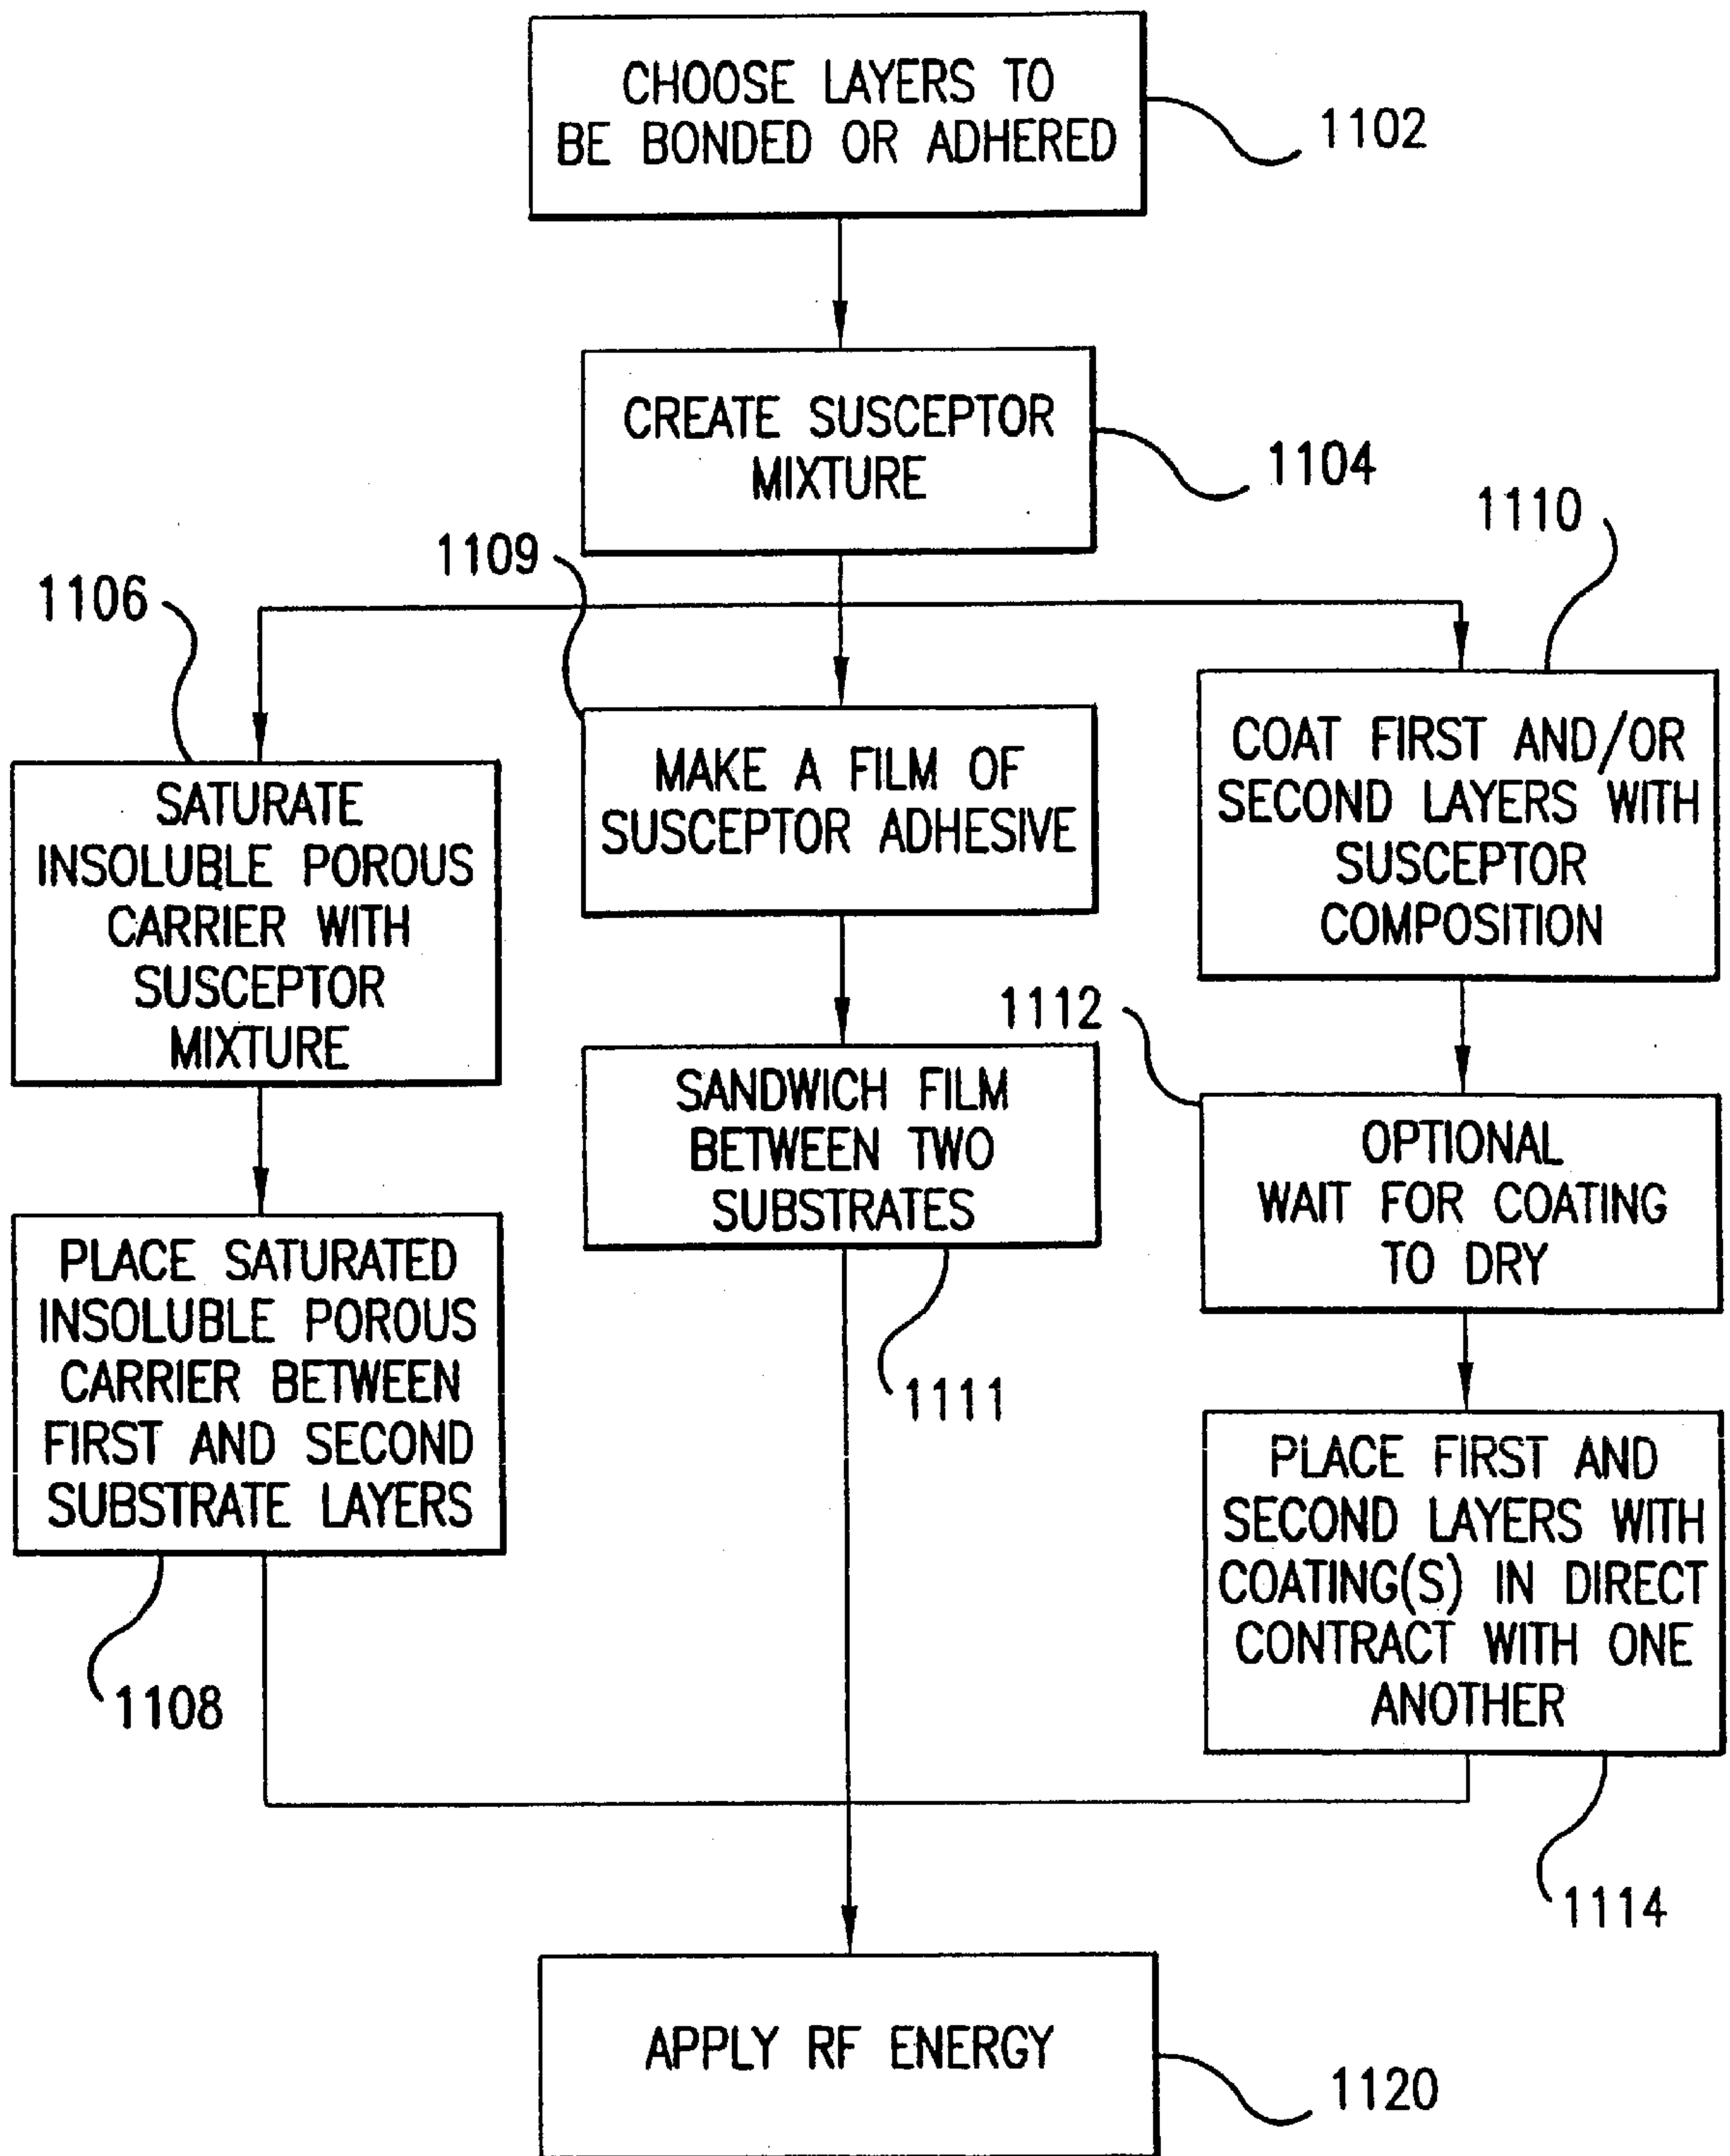 CHOOSE LAYERS TO
BE BONDED OR ADHERED
1102
CREATE SUSCEPTOR
MIXTURE
1104
1106
SATURATE
INSOLUBLE POROUS
CARRIER WITH
SUSCEPTOR
MIXTURE
PLACE SATURATED
INSOLUBLE POROUS
CARRIER BETWEEN
FIRST AND SECOND
SUBSTRATE LAYERS
1108
1109
MAKE A FILM OF
SUSCEPTOR ADHESIVE
SANDWICH FILM
BETWEEN TWO
SUBSTRATES
1111
1110
COAT FIRST AND/OR
SECOND LAYERS WITH
SUSCEPTOR
COMPOSITION
1112
OPTIONAL
WAIT FOR COATING
TO DRY
PLACE FIRST AND
SECOND LAYERS WITH
COATING(S) IN DIRECT
CONTRACT WITH ONE
ANOTHER
1114
APPLY RF ENERGY
1120